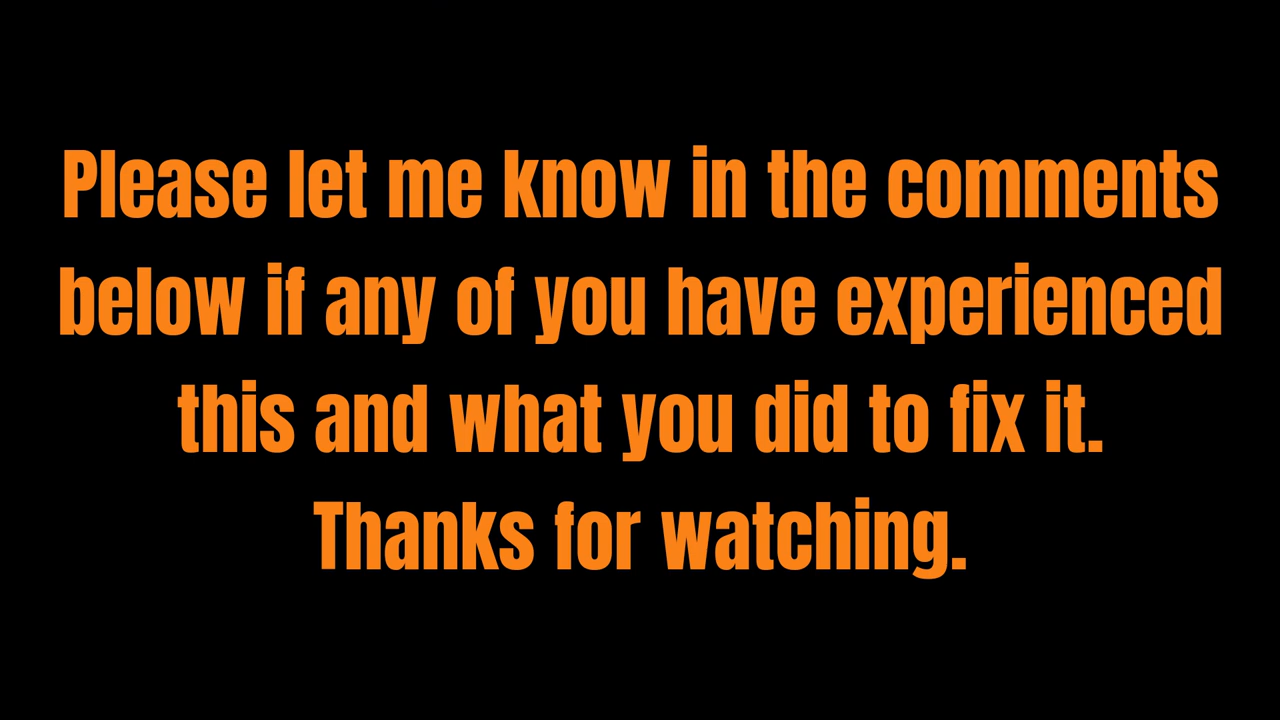 Please let me know in the comments
below if any of you have experienced
this and what you did to fix it.
Thanks for watching.